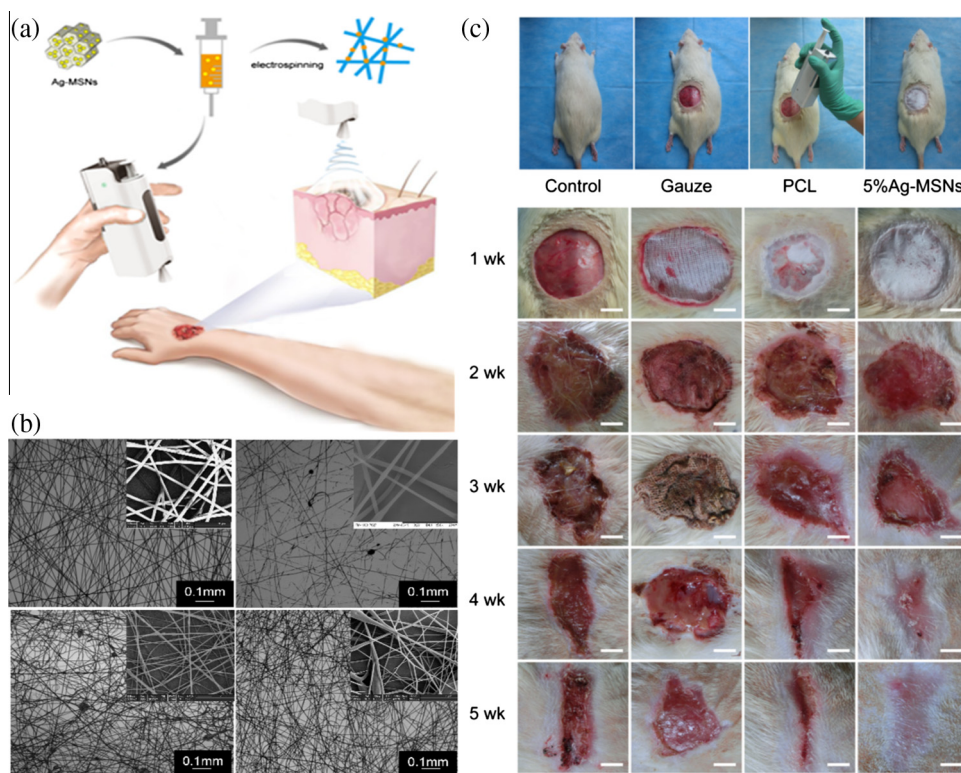 (a)
Ag-MSNs
electrospinning
(b)
0.1mm
0.1mm
0.1mm
0.1mm
(c)
Control Gauze PCL 5%Ag-MSNs
1 wk
2 wk
3 wk
4 wk
5 wk